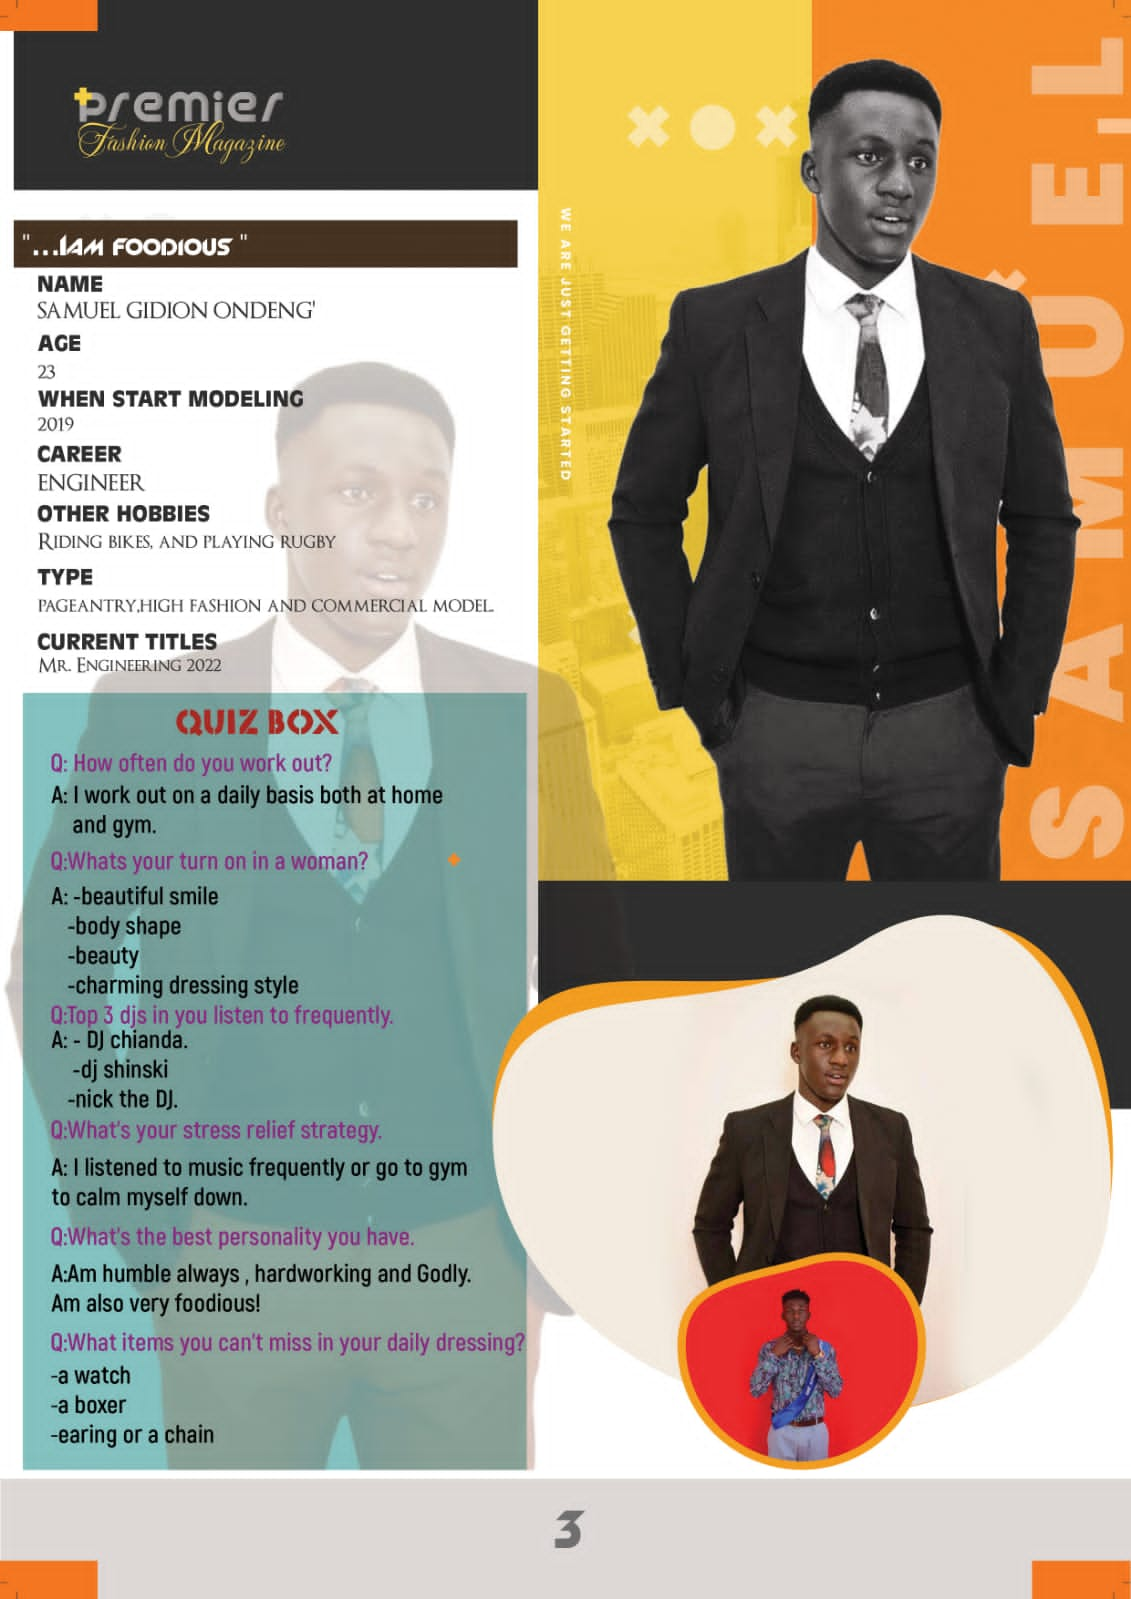 premier
Fashion Magazine
"...IAM FOODIOUS "
NAME
SAMUEL GIDION ONDENG'
AGE
23
WHEN START MODELING
2019
CAREER
ENGINEER
OTHER HOBBIES
RIDING BIKES, AND PLAYING RUGBY
TYPE
PAGEANTRY,HIGH FASHION AND COMMERCIAL MODEL.
CURRENT TITLES
MR. ENGINEERING 2022
QUIZ BOX
Q: How often do you work out?
A: I work out on a daily basis both at home
and gym.
Q:Whats your turn on in a woman?
A: -beautiful smile
-body shape
-beauty
-charming dressing style
Q:Top 3 djs in you listen to frequently.
A: - DJ chianda.
-dj shinski
-nick the DJ.
Q:What's your stress relief strategy.
A: I listened to music frequently or go to gym
to calm myself down.
Q:What's the best personality you have.
A:Am humble always , hardworking and Godly.
Am also very foodious!
Q:What items you can't miss in your daily dressing?
-a watch
-a boxer
-earing or a chain
WE ARE JUST GETTING STARTED
SAMUEL
3